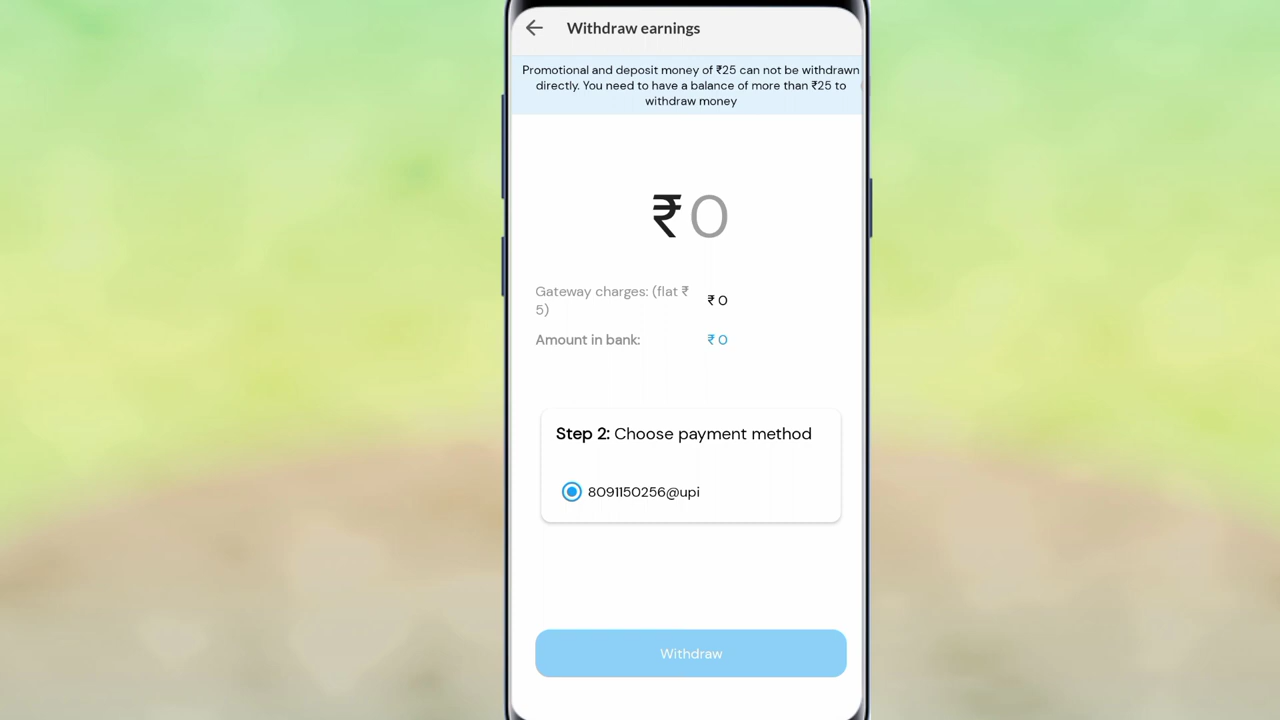 Withdraw earnings
Promotional and deposit money of ₹25 can not be withdrawn
directly. You need to have a balance of more than ₹25 to
withdraw money
₹ 0
Gateway charges: (flat ₹
5)
₹ 0
Amount in bank:
₹ 0
Step 2: Choose payment method
8091150256@upi
Withdraw